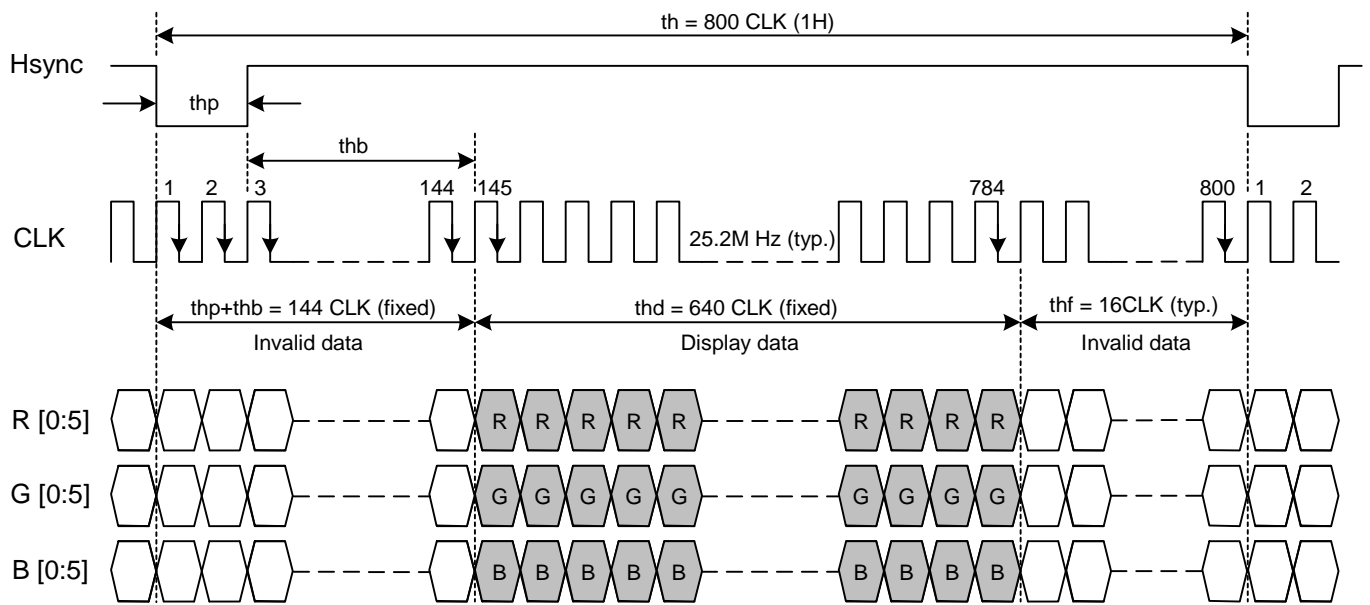 th = 800 CLK (1H)
Hsync
thp
thb
1 2 3 144 145 784 800 1 2
CLK
25.2M Hz (typ.)
thp+thb = 144 CLK (fixed) thd = 640 CLK (fixed) thf = 16CLK (typ.)
Invalid data Display data Invalid data
R [0:5] R R R R R R R R R
G [0:5] G G G G G G G G G
B [0:5] B B B B B B B B B